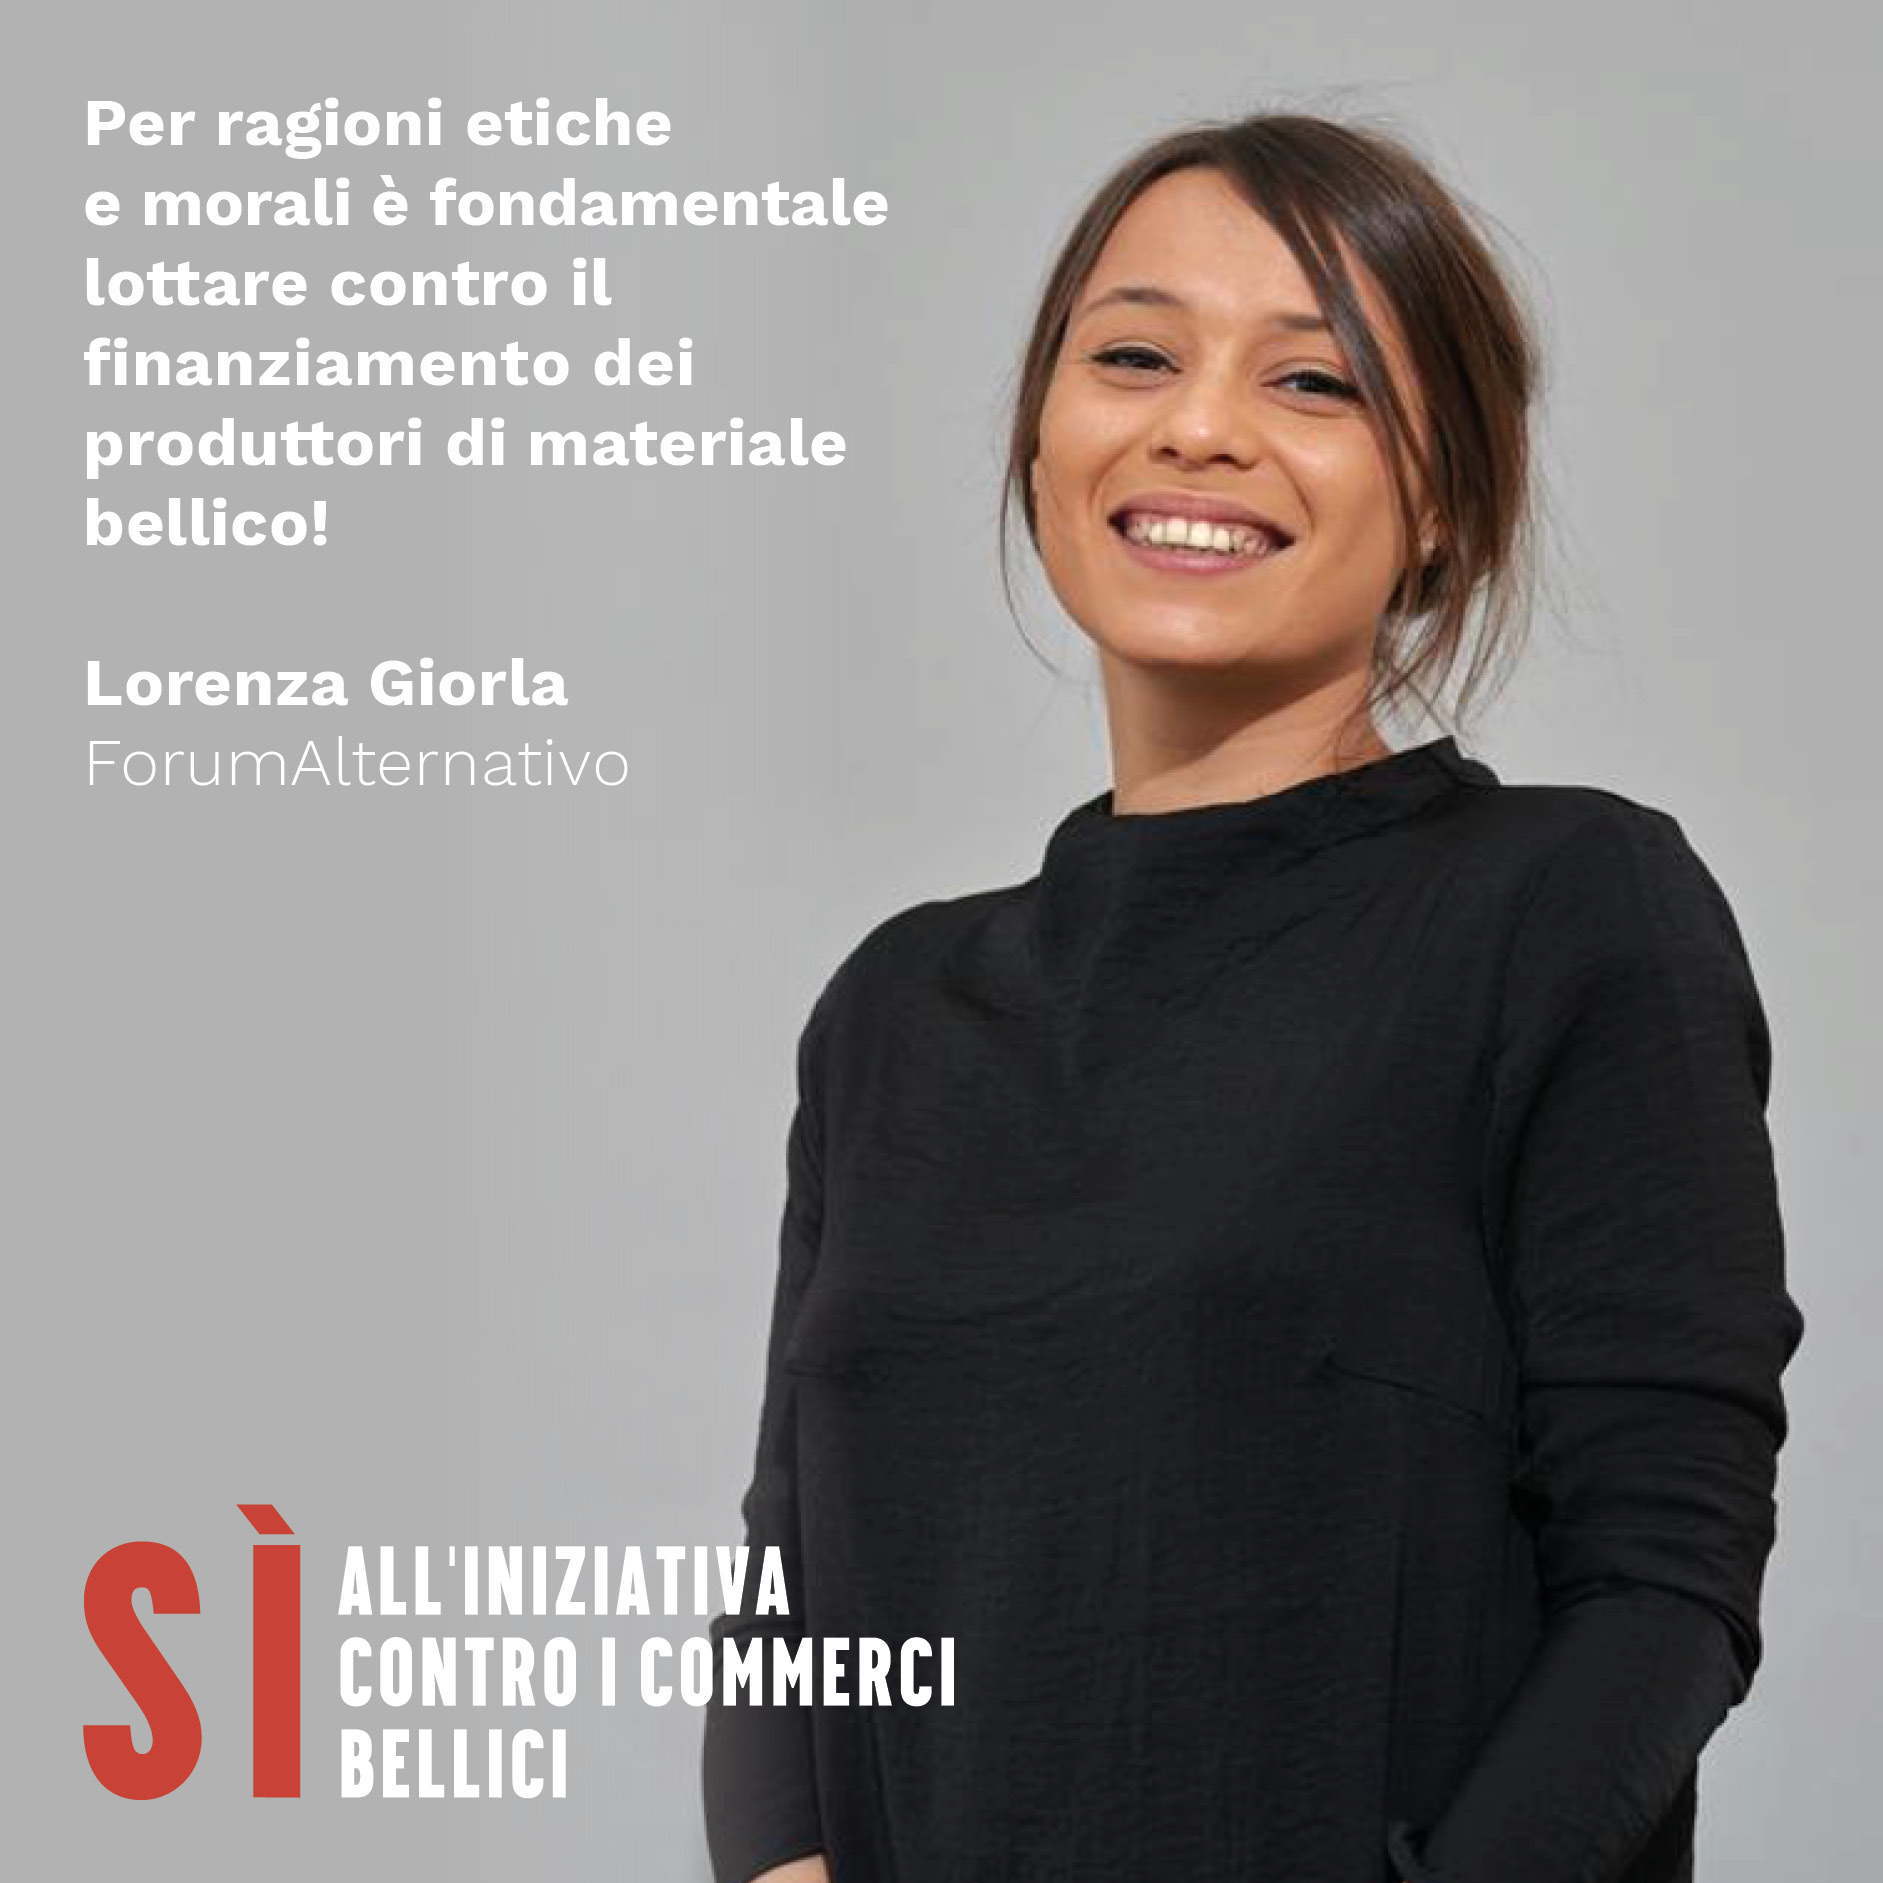 Per ragioni etiche
e morali è fondamentale
lottare contro il
finanziamento dei
produttori di materiale
bellico!
Lorenza Giorla
ForumAlternativo
SÌ
ALL'INIZIATIVA
CONTRO I COMMERCI
BELLICI